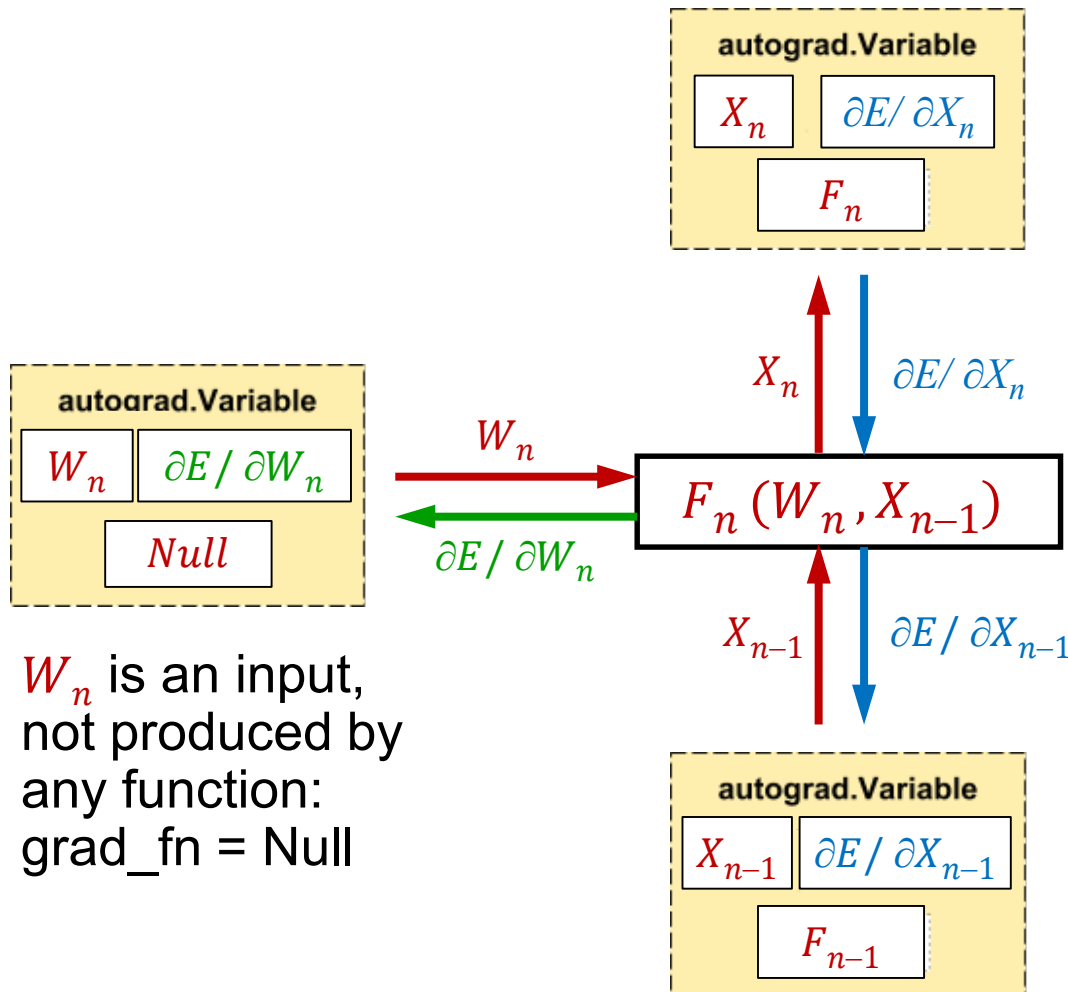 autograd.Variable
Xₙ ∂E/ ∂Xₙ
Fₙ
Xₙ ∂E/ ∂Xₙ
autograd.Variable
Wₙ ∂E/ ∂Wₙ
Null
Wₙ
∂E/ ∂Wₙ
Fₙ(Wₙ, Xₙ₋₁)
Xₙ₋₁ ∂E/ ∂Xₙ₋₁
Wₙ is an input,
not produced by
any function:
grad_fn = Null
autograd.Variable
Xₙ₋₁ ∂E/ ∂Xₙ₋₁
Fₙ₋₁